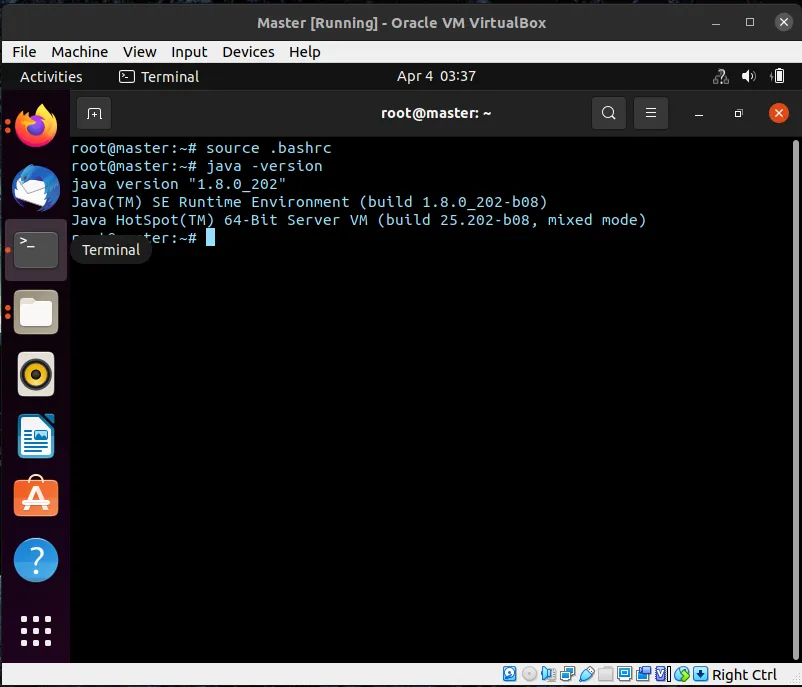 Master [Running] - Oracle VM VirtualBox
File Machine View Input Devices Help
Activities Terminal Apr 4 03:37
root@master: ~
root@master:~# source .bashrc
root@master:~# java -version
java version "1.8.0_202"
Java(TM) SE Runtime Environment (build 1.8.0_202-b08)
Java HotSpot(TM) 64-Bit Server VM (build 25.202-b08, mixed mode)
root@master:~#
Terminal
Right Ctrl